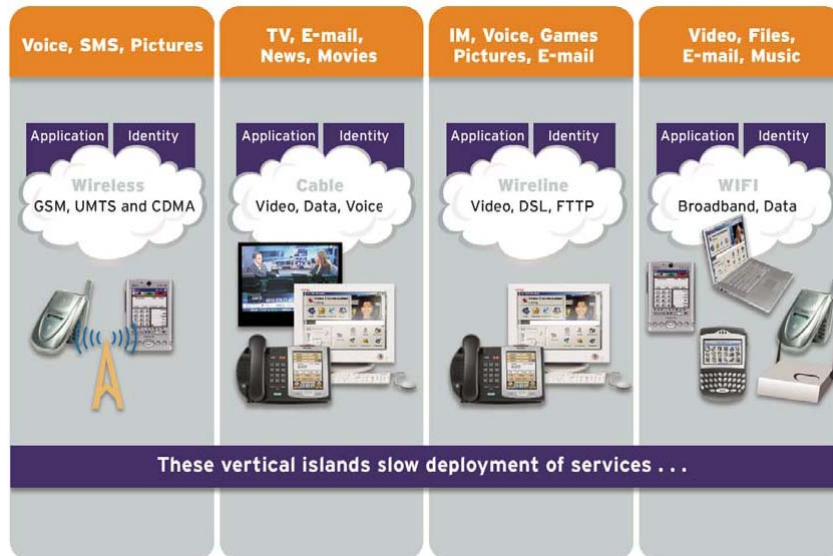 Voice, SMS, Pictures
TV, E-mail,
News, Movies
IM, Voice, Games
Pictures, E-mail
Video, Files,
E-mail, Music
Application
Identity
Wireless
GSM, UMTS and CDMA
Application
Identity
Cable
Video, Data, Voice
Application
Identity
Wireline
Video, DSL, FTTP
Application
Identity
WIFI
Broadband, Data
These vertical islands slow deployment of services . . .